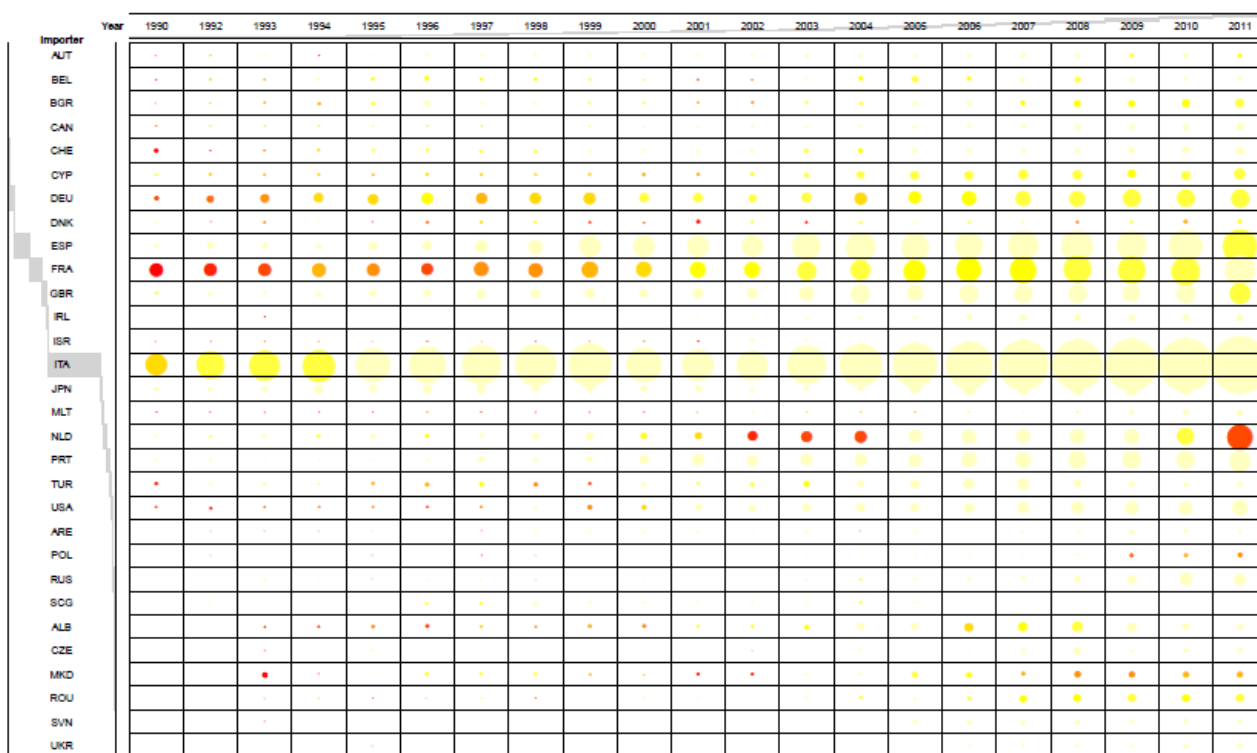 Year 1990 1992 1993 1994 1995 1996 1997 1998 1999 2000 2001 2002 2003 2004 2005 2006 2007 2008 2009 2010 2011
Importer
AUT
BEL
BGR
CAN
CHE
CYP
DEU
DNK
ESP
FRA
GBR
IRL
ISR
ITA
JPN
MLT
NLD
PRT
TUR
USA
ARE
POL
RUS
SCG
ALB
CZE
MKD
ROU
SVN
UKR